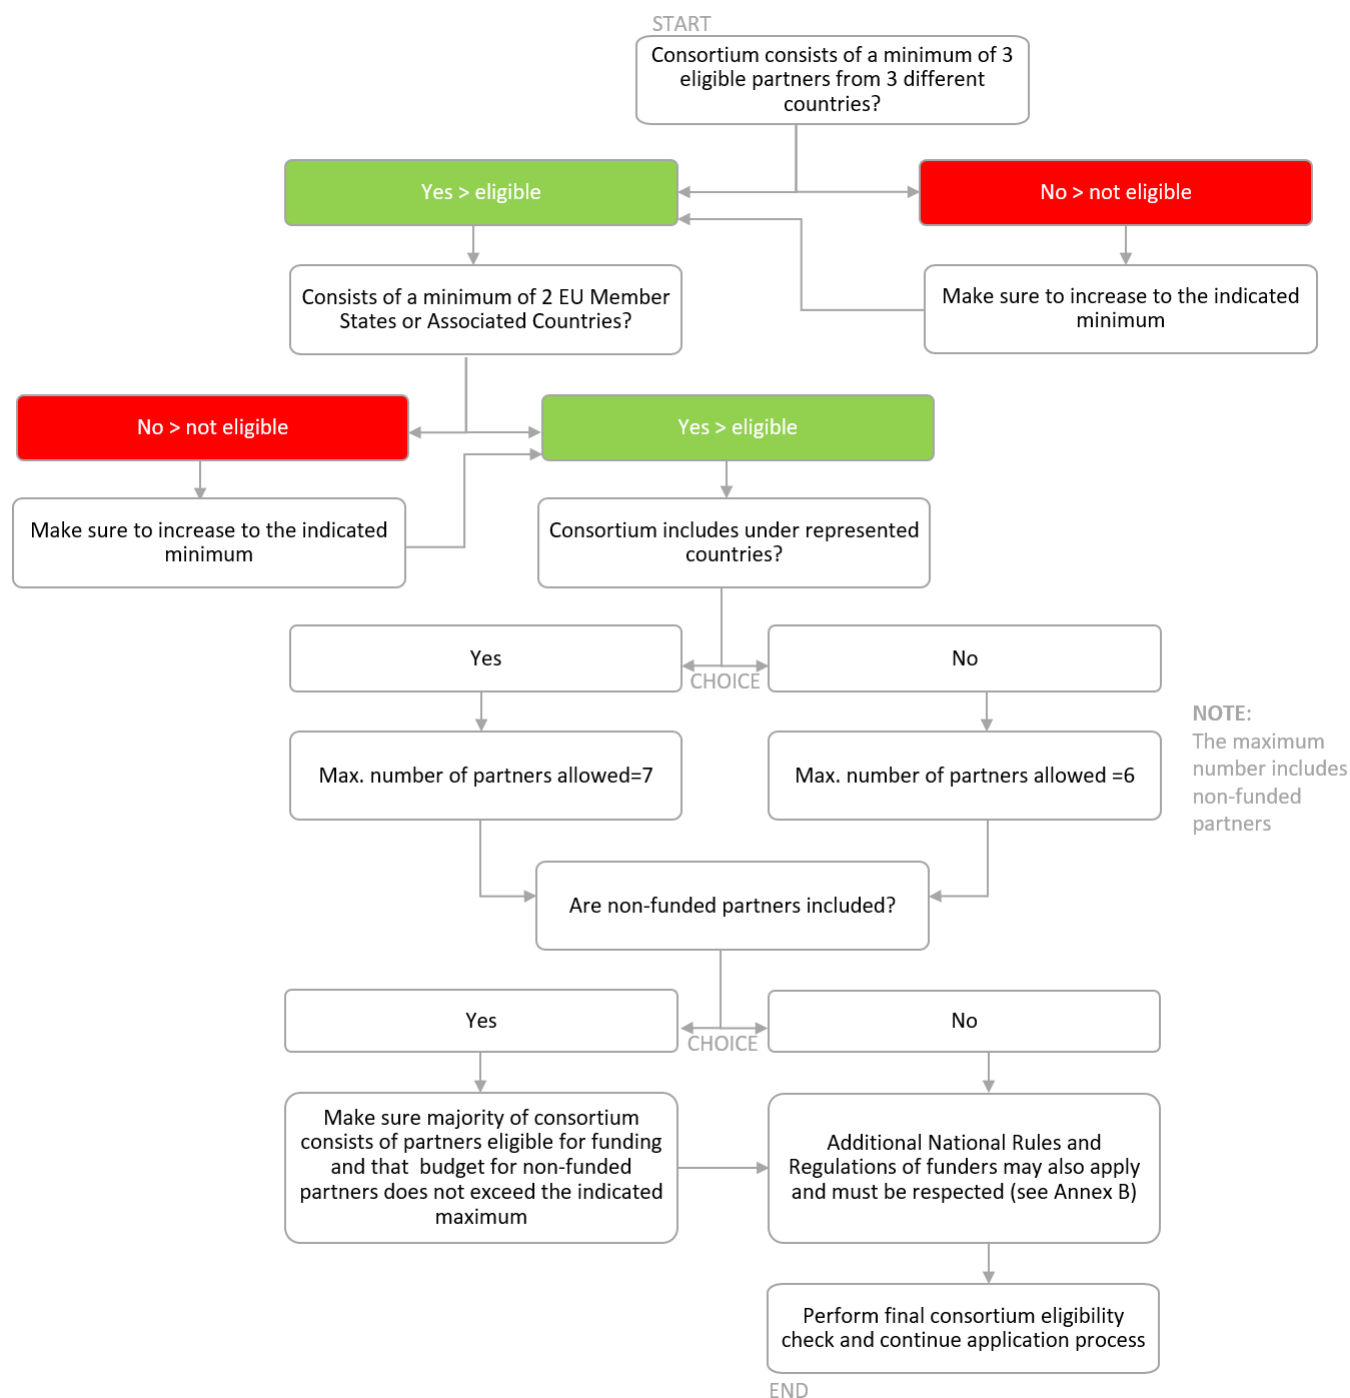 START
Consortium consists of a minimum of 3
eligible partners from 3 different
countries?
Yes > eligible
No > not eligible
Consists of a minimum of 2 EU Member
States or Associated Countries?
Make sure to increase to the indicated
minimum
No > not eligible
Yes > eligible
Make sure to increase to the indicated
minimum
Consortium includes under represented
countries?
Yes
No
CHOICE
Max. number of partners allowed=7
Max. number of partners allowed =6
NOTE:
The maximum
number includes
non-funded
partners
Are non-funded partners included?
Yes
No
CHOICE
Make sure majority of consortium
consists of partners eligible for funding
and that  budget for non-funded
partners does not exceed the indicated
maximum
Additional National Rules and
Regulations of funders may also apply
and must be respected (see Annex B)
Perform final consortium eligibility
check and continue application process
END